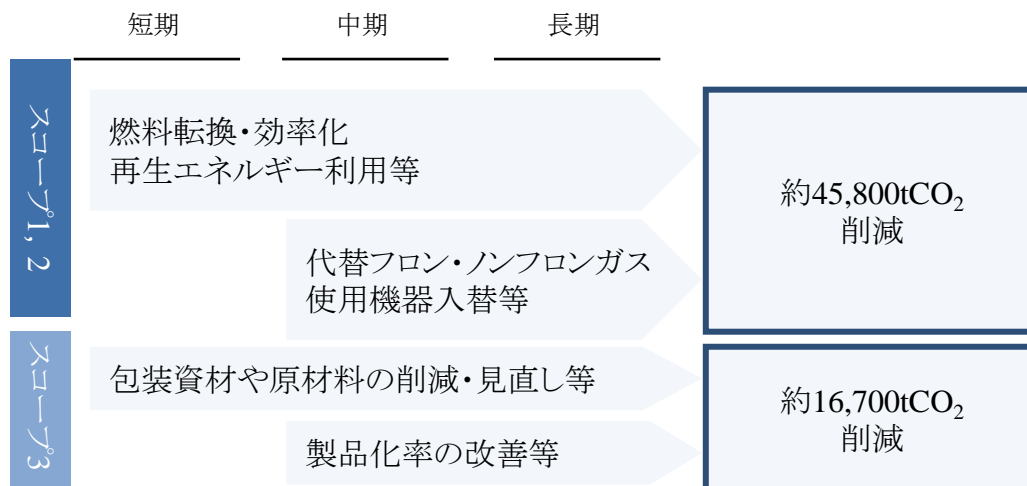 短期 中期 長期
スコープ1, 2
燃料転換・効率化
再生エネルギー利用等
代替フロン・ノンフロンガス
使用機器入替等
約45,800tCO₂
削減
スコープ3
包装資材や原材料の削減・見直し等
製品化率の改善等
約16,700tCO₂
削減